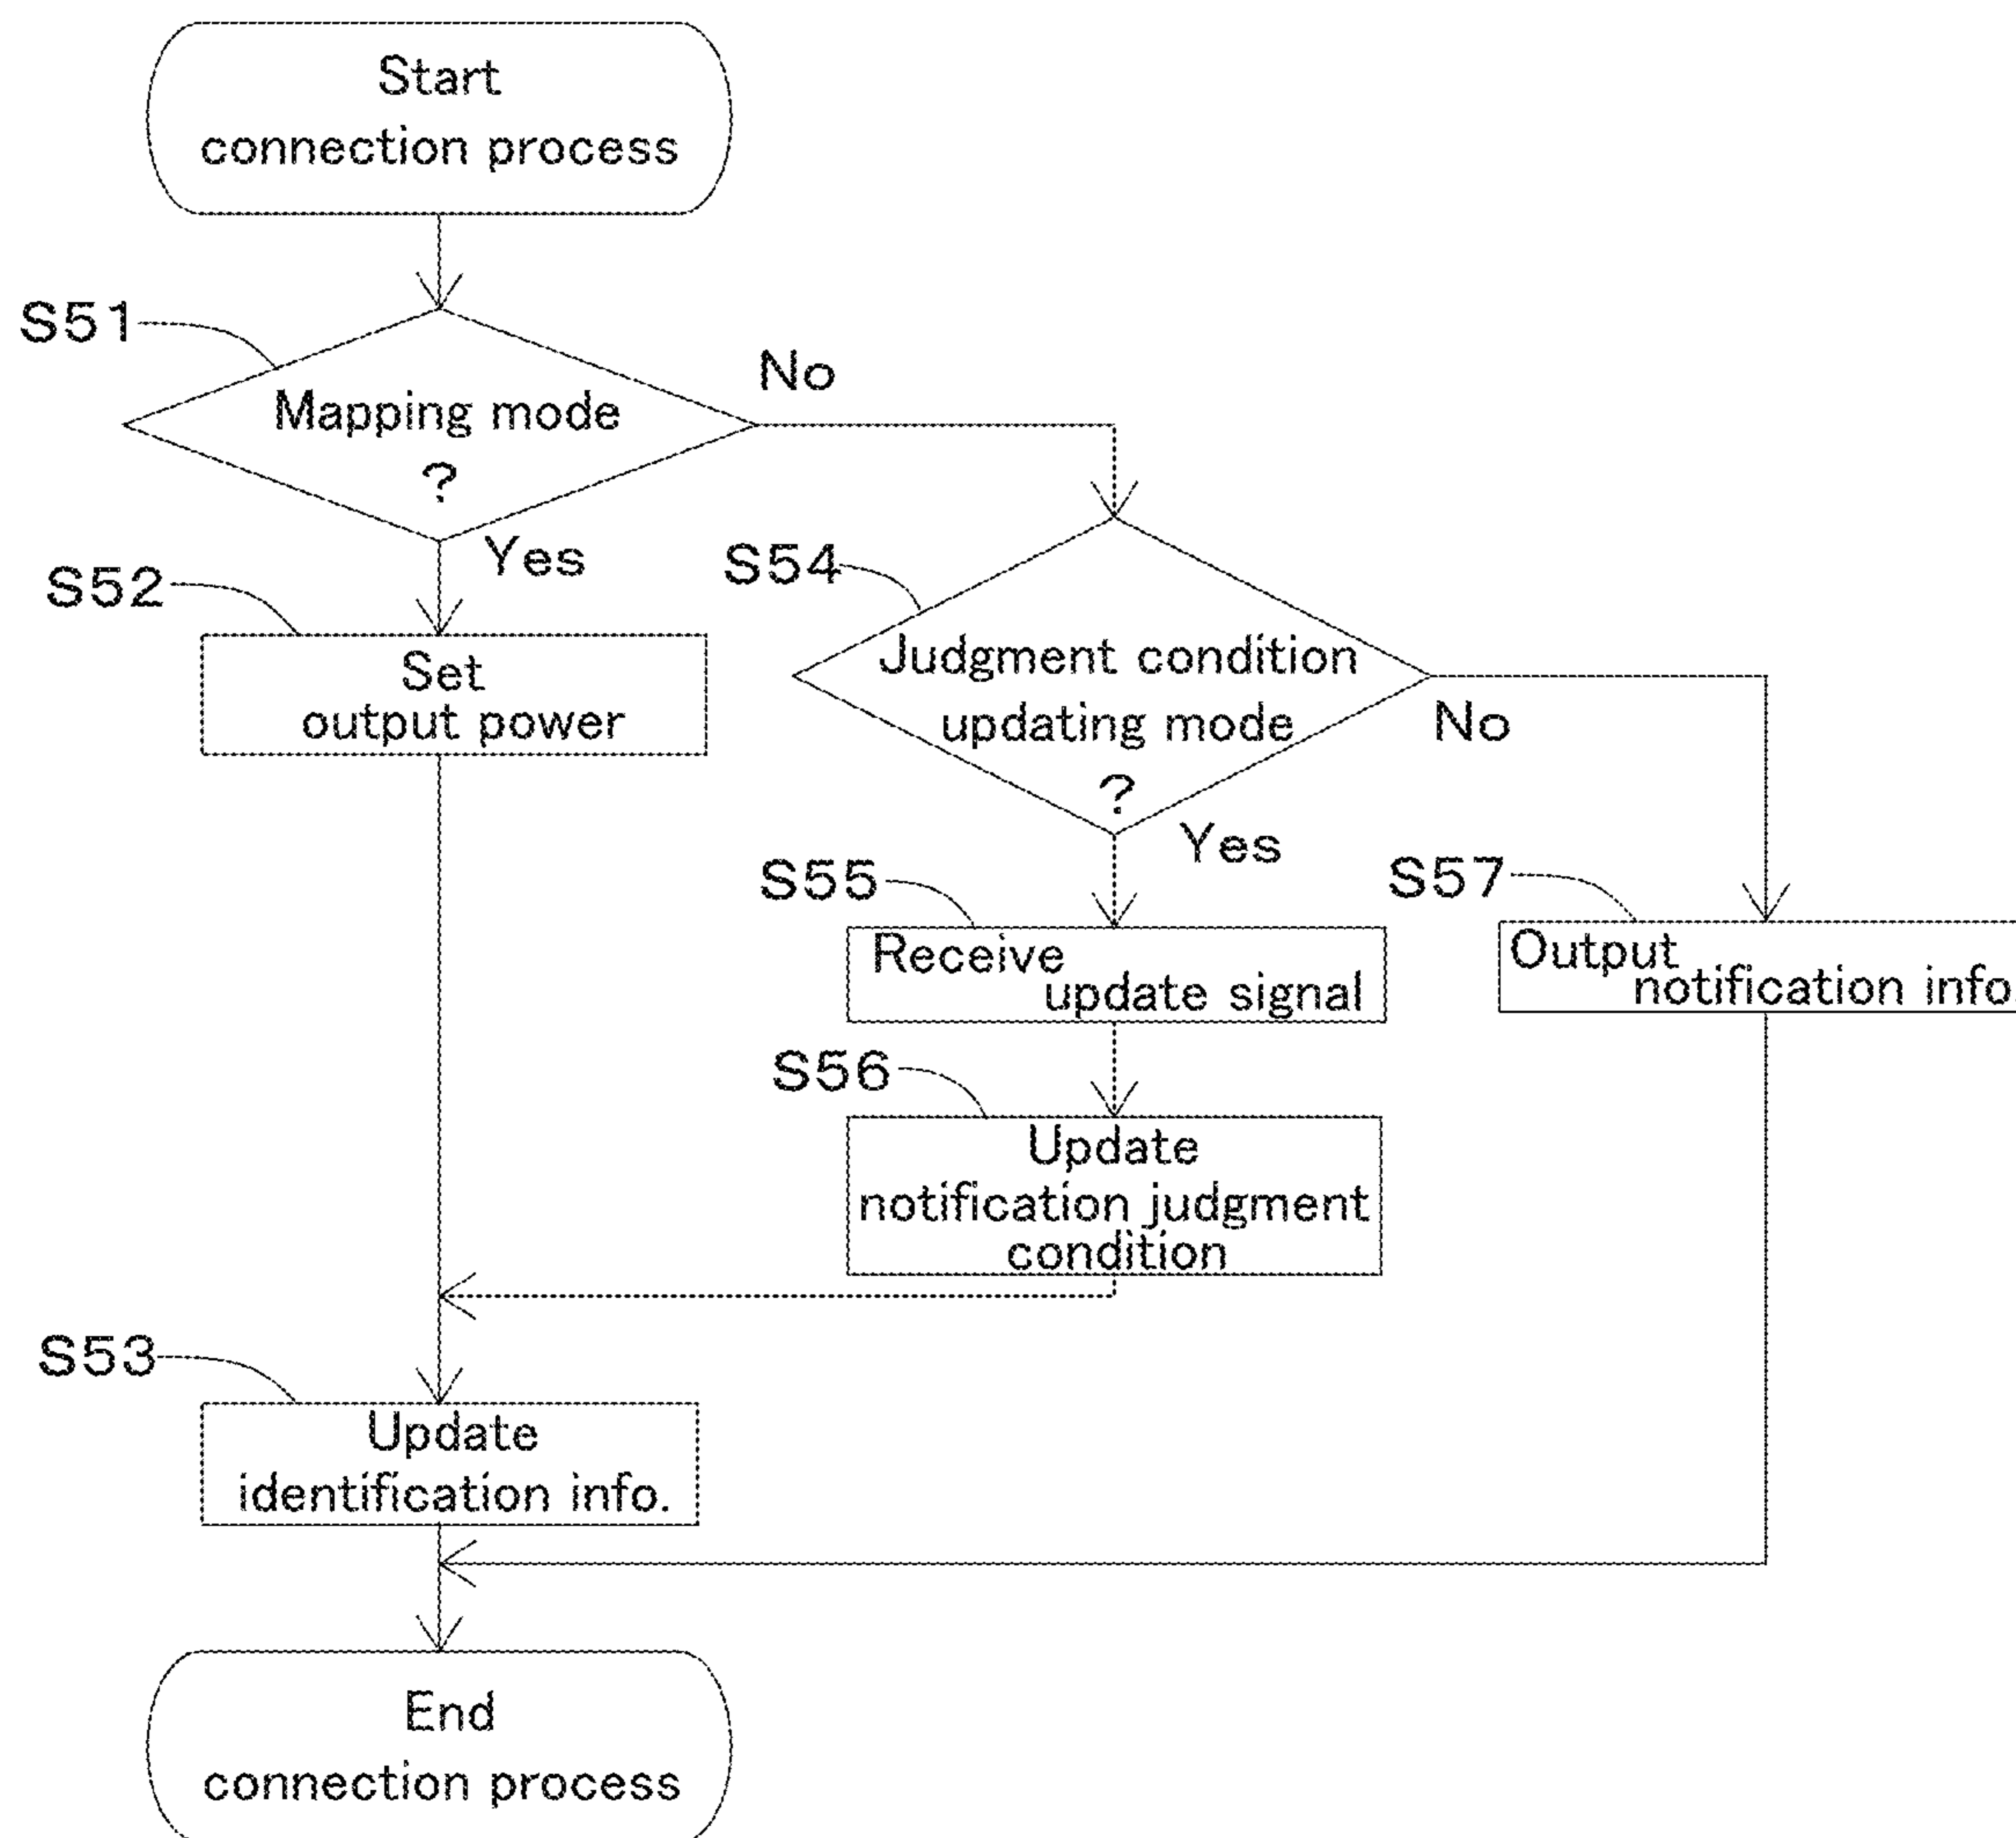 Start
connection process
S51
Mapping mode
?
No
Yes
S52
Set
output power
S54
Judgment condition
updating mode
?
No
Yes
S55
Receive
update signal
S57
Output
notification info.
S56
Update
notification judgment
condition
S53
Update
identification info.
End
connection process